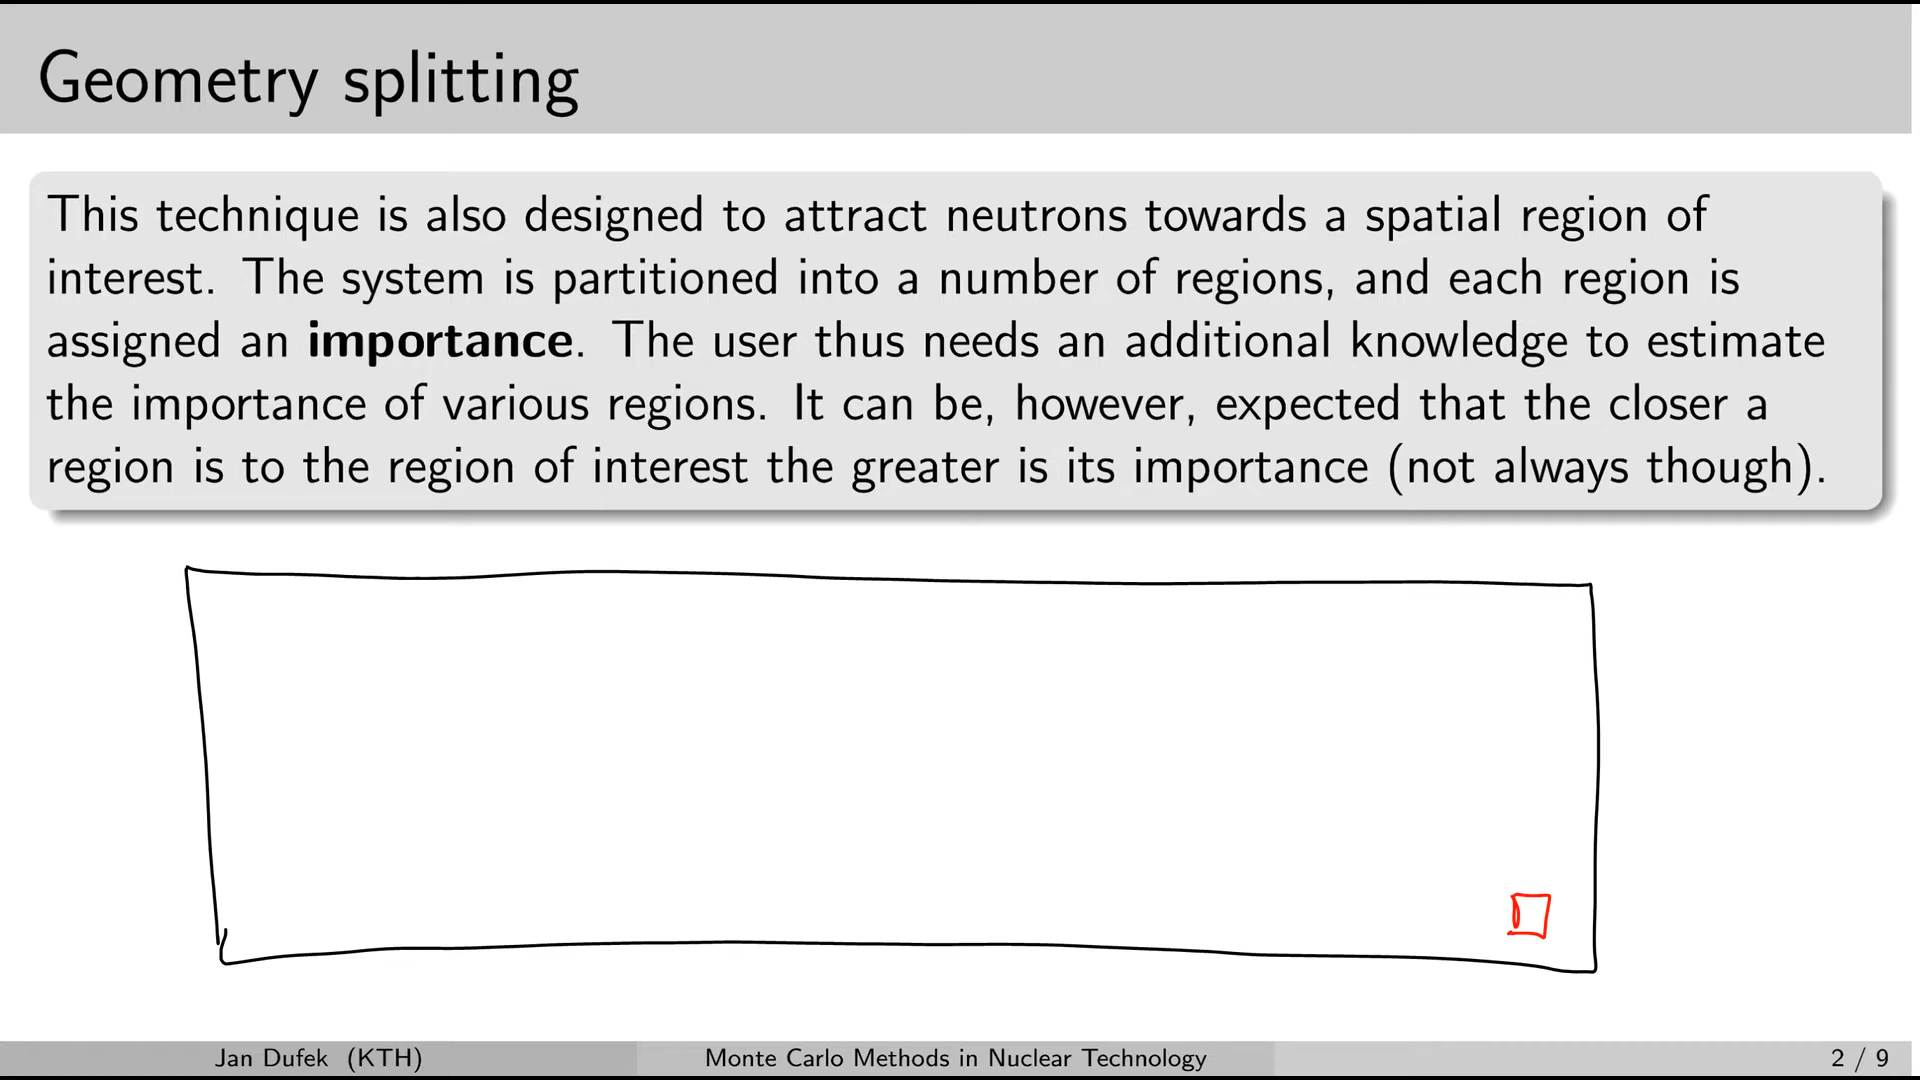 Geometry splitting
This technique is also designed to attract neutrons towards a spatial region of
interest. The system is partitioned into a number of regions, and each region is
assigned an importance. The user thus needs an additional knowledge to estimate
the importance of various regions. It can be, however, expected that the closer a
region is to the region of interest the greater is its importance (not always though).
Jan Dufek (KTH)
Monte Carlo Methods in Nuclear Technology
2 / 9